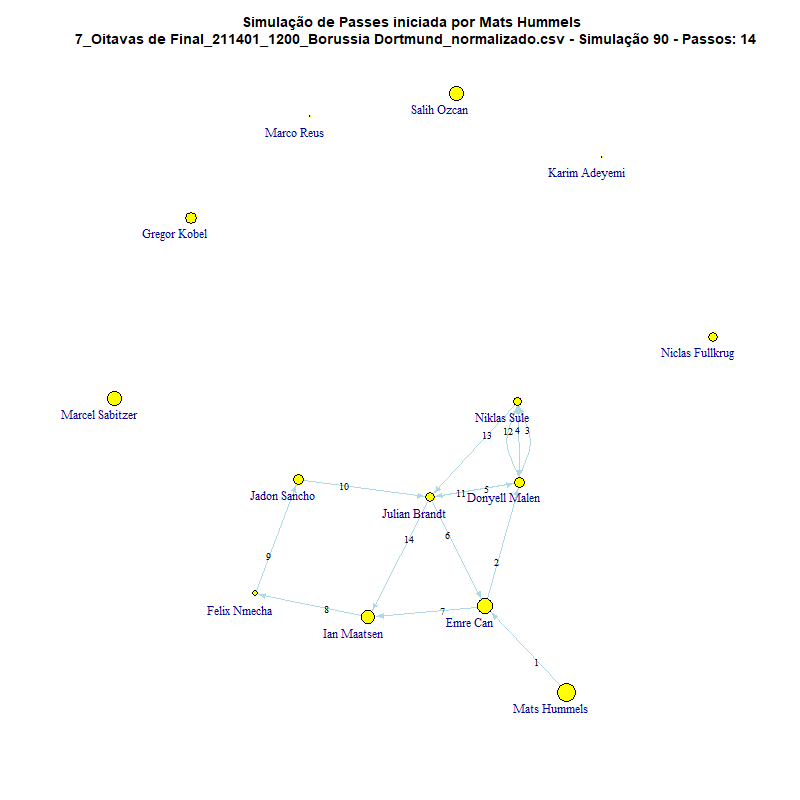 Simulação de Passes iniciada por Mats Hummels
7_Oitavas de Final_211401_1200_Borussia Dortmund_normalizado.csv - Simulação 90 - Passos: 14
Salih Ozcan
Marco Reus
Karim Adeyemi
Gregor Kobel
Niclas Fullkrug
Marcel Sabitzer
Niklas Sule
12 4 3
13
Jadon Sancho
10
11
5
Donyell Malen
Julian Brandt
14
6
2
9
Felix Nmecha
8
7
Ian Maatsen
Emre Can
1
Mats Hummels